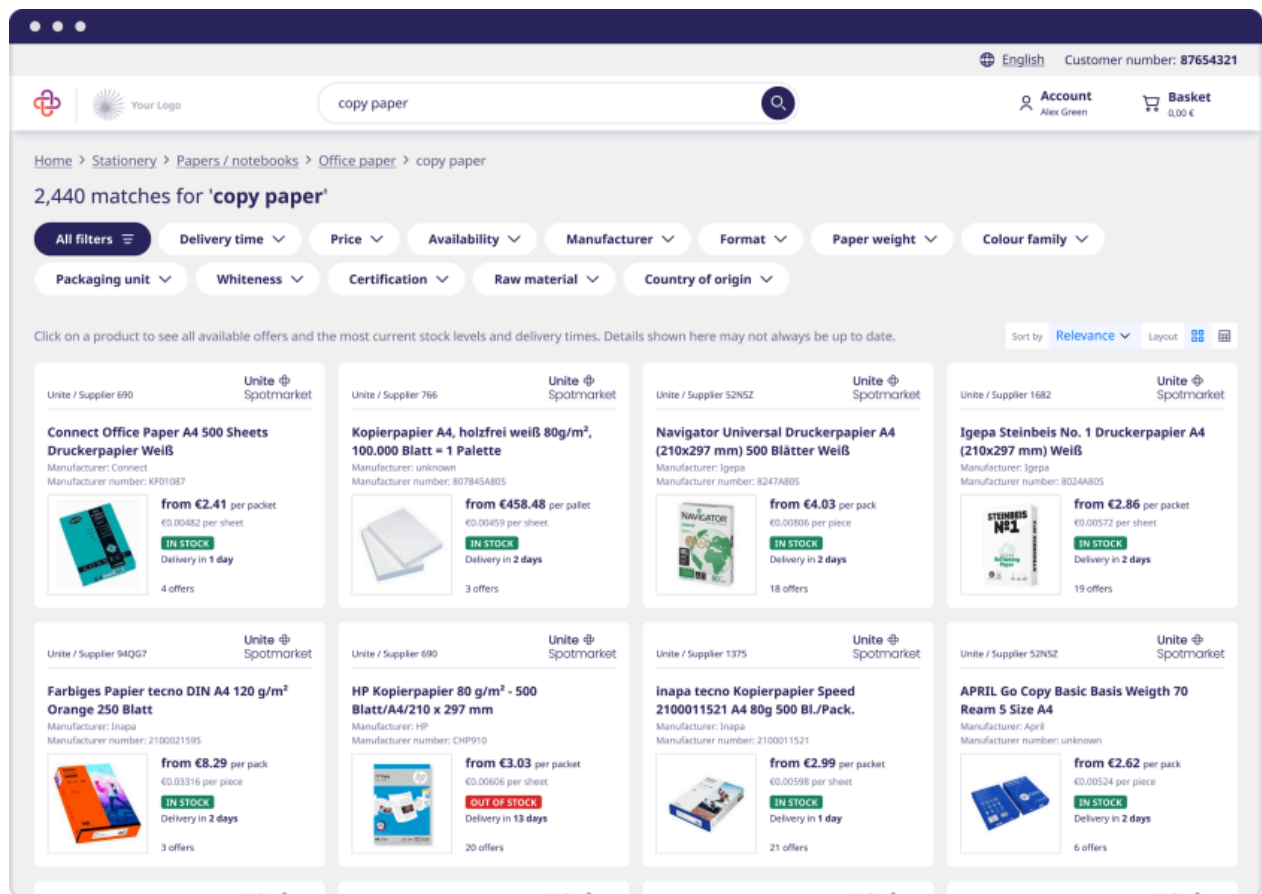 English Customer number: 87654321
Your Logo
copy paper
Account
Alex Green
Basket
0,00 €
Home > Stationery > Papers / notebooks > Office paper > copy paper
2,440 matches for 'copy paper'
All filters Delivery time Price Availability Manufacturer Format Paper weight Colour family
Packaging unit Whiteness Certification Raw material Country of origin
Click on a product to see all available offers and the most current stock levels and delivery times. Details shown here may not always be up to date.
Sort by Relevance Layout
Unite / Supplier 690
Unite
Spotmarket
Connect Office Paper A4 500 Sheets
Druckerpapier Weiß
Manufacturer: Connect
Manufacturer number: KF01087
from €2.41 per packet
€0.00482 per sheet
IN STOCK
Delivery in 1 day
4 offers
Unite / Supplier 766
Unite
Spotmarket
Kopierpapier A4, holzfrei weiß 80g/m²,
100.000 Blatt = 1 Palette
Manufacturer: unknown
Manufacturer number: 807845A80S
from €458.48 per pallet
€0.00459 per sheet
IN STOCK
Delivery in 2 days
3 offers
Unite / Supplier 52NSZ
Unite
Spotmarket
Navigator Universal Druckerpapier A4
(210x297 mm) 500 Blätter Weiß
Manufacturer: Igepa
Manufacturer number: 8247A80S
NAVIGATOR
from €4.03 per pack
€0.00806 per piece
IN STOCK
Delivery in 2 days
18 offers
Unite / Supplier 1682
Unite
Spotmarket
Igepa Steinbeis No. 1 Druckerpapier A4
(210x297 mm) Weiß
Manufacturer: Igepa
Manufacturer number: 8024A80S
STEINBEIS
Nº1
from €2.86 per packet
€0.00572 per sheet
IN STOCK
Delivery in 2 days
19 offers
Unite / Supplier 94QG7
Unite
Spotmarket
Farbiges Papier tecno DIN A4 120 g/m²
Orange 250 Blatt
Manufacturer: Inapa
Manufacturer number: 2100021595
from €8.29 per pack
€0.03316 per piece
IN STOCK
Delivery in 2 days
3 offers
Unite / Supplier 690
Unite
Spotmarket
HP Kopierpapier 80 g/m² - 500
Blatt/A4/210 x 297 mm
Manufacturer: HP
Manufacturer number: CHP910
from €3.03 per packet
€0.00606 per sheet
OUT OF STOCK
Delivery in 13 days
20 offers
Unite / Supplier 1375
Unite
Spotmarket
inapa tecno Kopierpapier Speed
2100011521 A4 80g 500 Bl./Pack.
Manufacturer: Inapa
Manufacturer number: 2100011521
from €2.99 per packet
€0.00598 per sheet
IN STOCK
Delivery in 1 day
21 offers
Unite / Supplier 52NSZ
Unite
Spotmarket
APRIL Go Copy Basic Basis Weigth 70
Ream 5 Size A4
Manufacturer: April
Manufacturer number: unknown
from €2.62 per pack
€0.00524 per piece
IN STOCK
Delivery in 2 days
6 offers